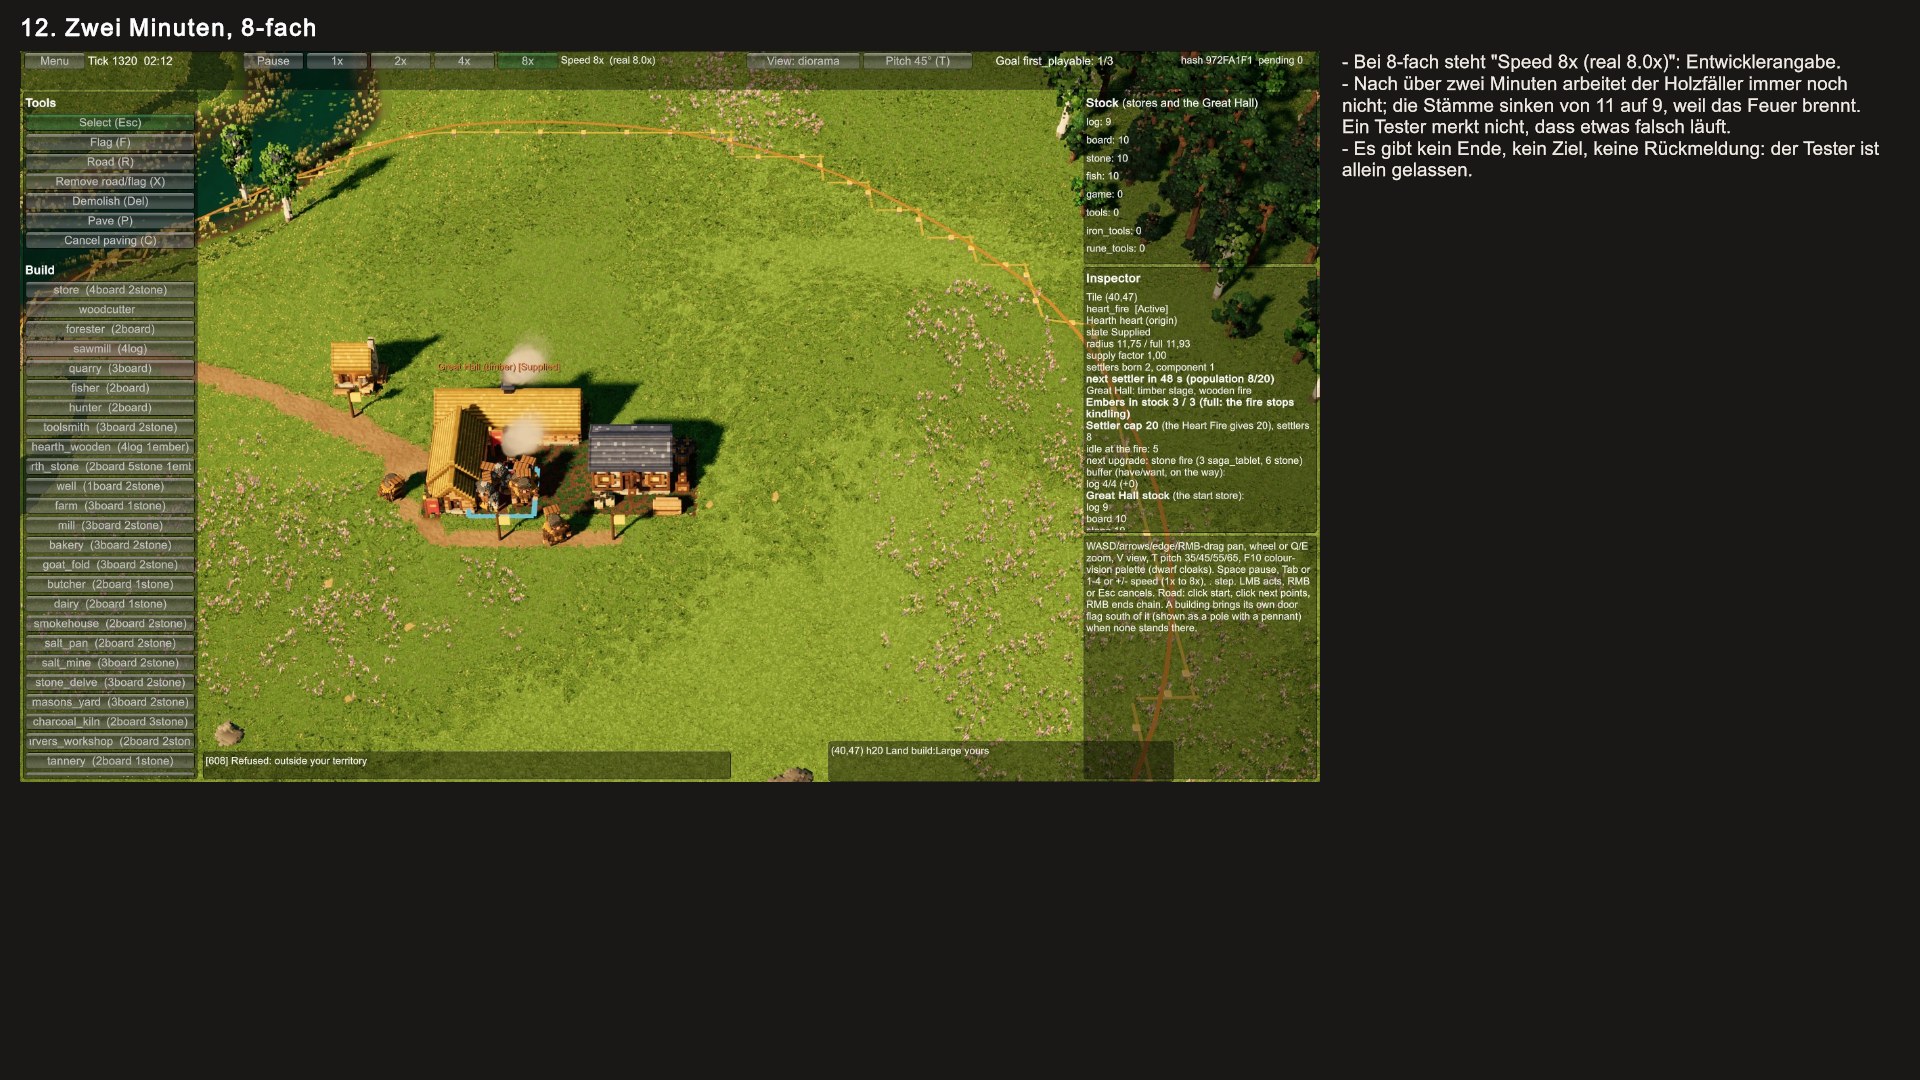 12. Zwei Minuten, 8-fach
Menu
Tick 1320 02:12
Pause
1x
2x
4x
8x
Speed 8x (real 8.0x)
View: diorama
Pitch 45° (T)
Goal first_playable: 1/3
hash 972FA1F1 pending 0
Tools
Select (Esc)
Flag (F)
Road (R)
Remove road/flag (X)
Demolish (Del)
Pave (P)
Cancel paving (C)
Build
store (4board 2stone)
woodcutter
forester (2board)
sawmill (4log)
quarry (3board)
fisher (2board)
hunter (2board)
toolsmith (3board 2stone)
hearth_wooden (4log 1ember)
rth_stone (2board 5stone 1eml
well (1board 2stone)
farm (3board 1stone)
mill (3board 2stone)
bakery (3board 2stone)
goat_fold (3board 2stone)
butcher (2board 1stone)
dairy (2board 1stone)
smokehouse (2board 2stone)
salt_pan (2board 2stone)
salt_mine (3board 2stone)
stone_delve (3board 2stone)
masons_yard (3board 2stone)
charcoal_kiln (2board 3stone)
irvers_workshop (2board 2ston
tannery (2board 1stone)
Great Hall (timber) [Supplied]
[608] Refused: outside your territory
(40,47) h20 Land build:Large yours
Stock (stores and the Great Hall)
log: 9
board: 10
stone: 10
fish: 10
game: 0
tools: 0
iron_tools: 0
rune_tools: 0
Inspector
Tile (40,47)
heart_fire [Active]
Hearth heart (origin)
state Supplied
radius 11,75 / full 11,93
supply factor 1,00
settlers born 2, component 1
next settler in 48 s (population 8/20)
Great Hall: timber stage, wooden fire
Embers in stock 3 / 3 (full: the fire stops
kindling)
Settler cap 20 (the Heart Fire gives 20), settlers
8
idle at the fire: 5
next upgrade: stone fire (3 saga_tablet, 6 stone)
buffer (have/want, on the way):
log 4/4 (+0)
Great Hall stock (the start store):
log 9
board 10
WASD/arrows/edge/RMB-drag pan, wheel or Q/E
zoom, V view, T pitch 35/45/55/65, F10 colour-
vision palette (dwarf cloaks). Space pause, Tab or
1-4 or +/- speed (1x to 8x), . step. LMB acts, RMB
or Esc cancels. Road: click start, click next points,
RMB ends chain. A building brings its own door
flag south of it (shown as a pole with a pennant)
when none stands there.
- Bei 8-fach steht "Speed 8x (real 8.0x)": Entwicklerangabe.
- Nach über zwei Minuten arbeitet der Holzfäller immer noch
nicht; die Stämme sinken von 11 auf 9, weil das Feuer brennt.
Ein Tester merkt nicht, dass etwas falsch läuft.
- Es gibt kein Ende, kein Ziel, keine Rückmeldung: der Tester ist
allein gelassen.